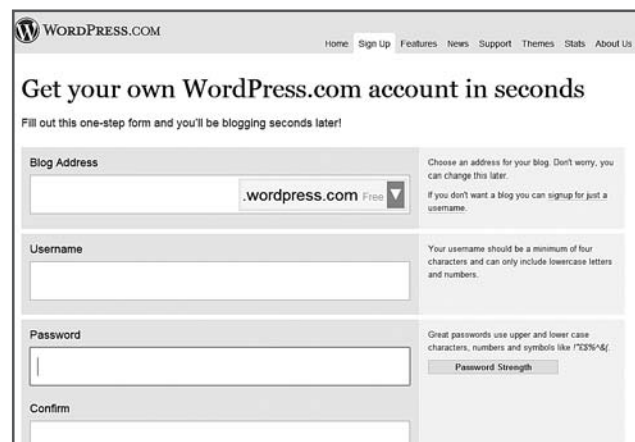 WORDPRESS.COM
Home Sign Up Features News Support Themes Stats About Us
Get your own WordPress.com account in seconds
Fill out this one-step form and you'll be blogging seconds later!
Blog Address
.wordpress.com Free
Choose an address for your blog. Don't worry, you
can change this later.
If you don't want a blog you can signup for just a
username.
Username
Your username should be a minimum of four
characters and can only include lowercase letters
and numbers.
Password
Great passwords use upper and lower case
characters, numbers and symbols like !"£$%^&(.
Password Strength
Confirm